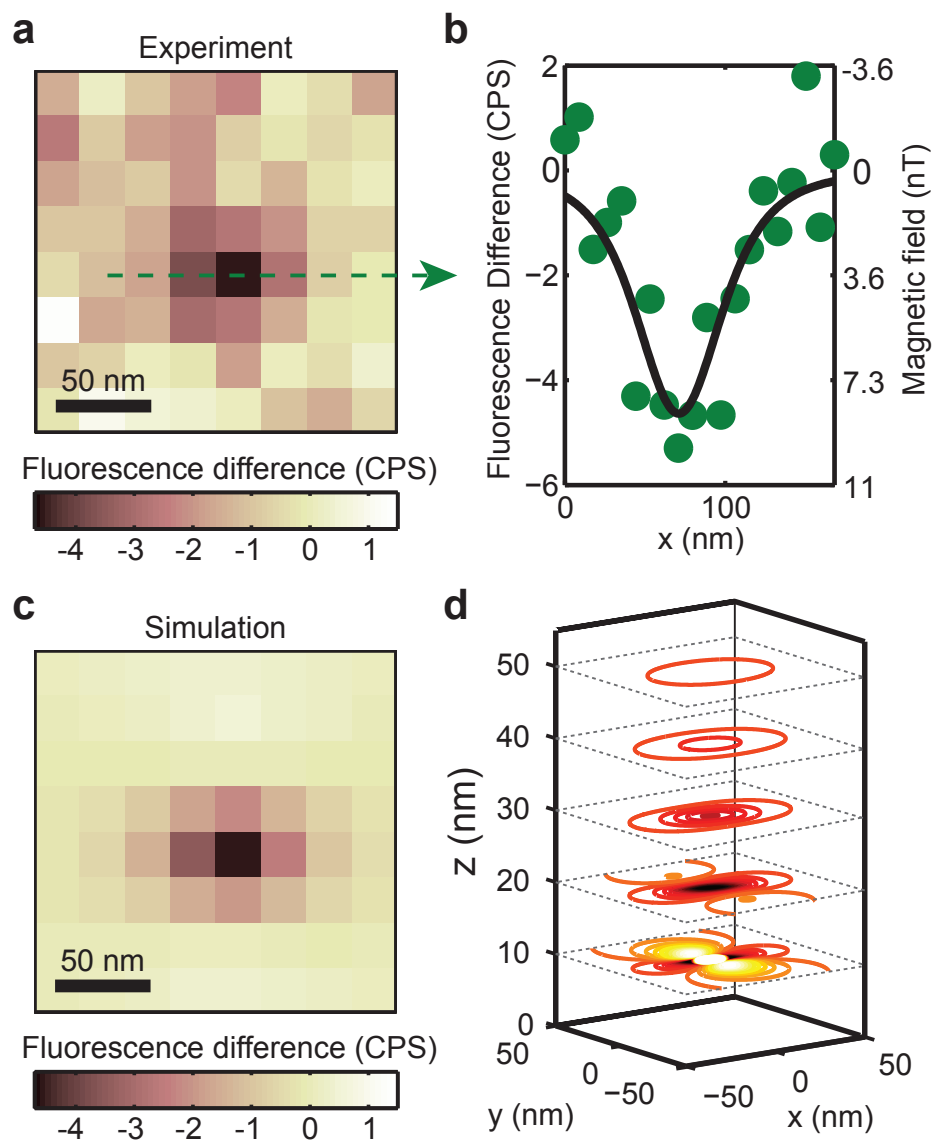 a
Experiment
50 nm
Fluorescence difference (CPS)
-4 -3 -2 -1 0 1
b
Fluorescence Difference (CPS)
2
0
−2
−4
−6
-3.6
0
3.6
7.3
11
Magnetic field (nT)
0 100
x (nm)
c
Simulation
50 nm
Fluorescence difference (CPS)
-4 -3 -2 -1 0 1
d
z (nm)
50
40
30
20
10
0
50 0 −50
y (nm)
−50 0 50
x (nm)